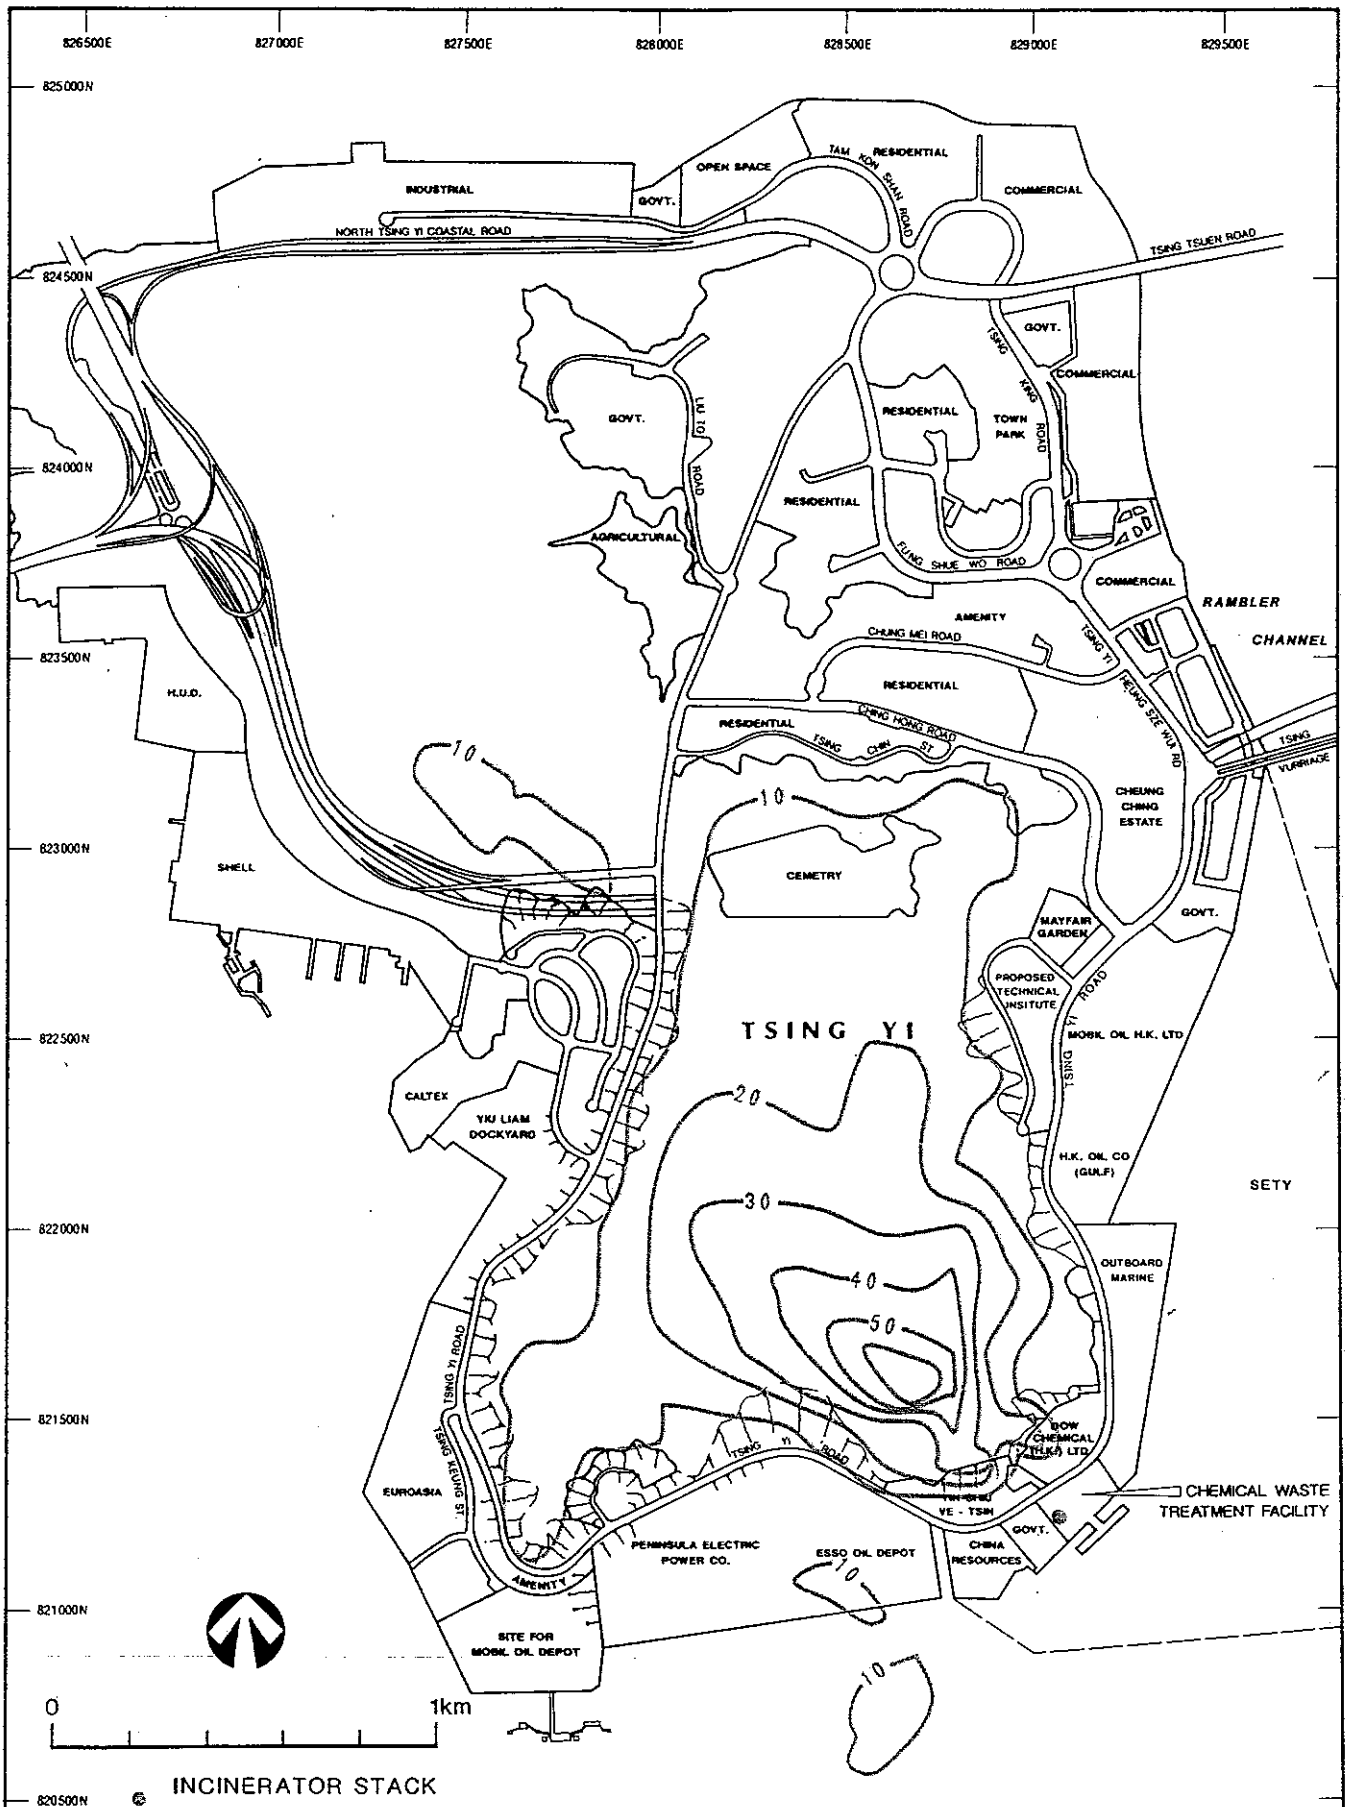 826500E 827000E 827500E 828000E 828500E 829000E 829500E
825000N
TAM KON SHAN ROAD
RESIDENTIAL
OPEN SPACE
INDUSTRIAL
GOVT.
COMMERCIAL
NORTH TSING YI COASTAL ROAD
TSING TSUEN ROAD
824500N
GOVT.
TSING KING ROAD
COMMERCIAL
LIU TO ROAD
GOVT.
RESIDENTIAL
TOWN
PARK
824000N
RESIDENTIAL
AGRICULTURAL
FUNG SHUE WO ROAD
COMMERCIAL
RAMBLER
CHANNEL
AMENITY
CHUNG MEI ROAD
TSING YI
HEUNG SZE WUI RD
823500N
H.U.D.
RESIDENTIAL
CHING HONG ROAD
RESIDENTIAL
TSING CHIN ST
TSING
10
CHEUNG
CHING
ESTATE
10
823000N
SHELL
CEMETRY
MAYFAIR
GARDEN
GOVT.
PROPOSED
TECHNICAL
INSITUTE
TSING YI ROAD
822500N
TSING YI
MOBIL OIL H.K. LTD
CALTEX
YIU LIAM
DOCKYARD
20
H.K. OIL CO
(GULF)
SETY
822000N
30
OUTBOARD
MARINE
40
50
TSING YI ROAD
821500N
TSING KEUNG ST.
TSING YI ROAD
DOW
CHEMICAL
(H.K.) LTD
EUROASIA
CHEMICAL WASTE
TREATMENT FACILITY
YE - TSIN
GOVT.
PENINSULA ELECTRIC
POWER CO.
ESSO OIL DEPOT
CHINA
RESOURCES
10
AMENITY
821000N
SITE FOR
MOBIL OIL DEPOT
10
0 1km
INCINERATOR STACK
820500N